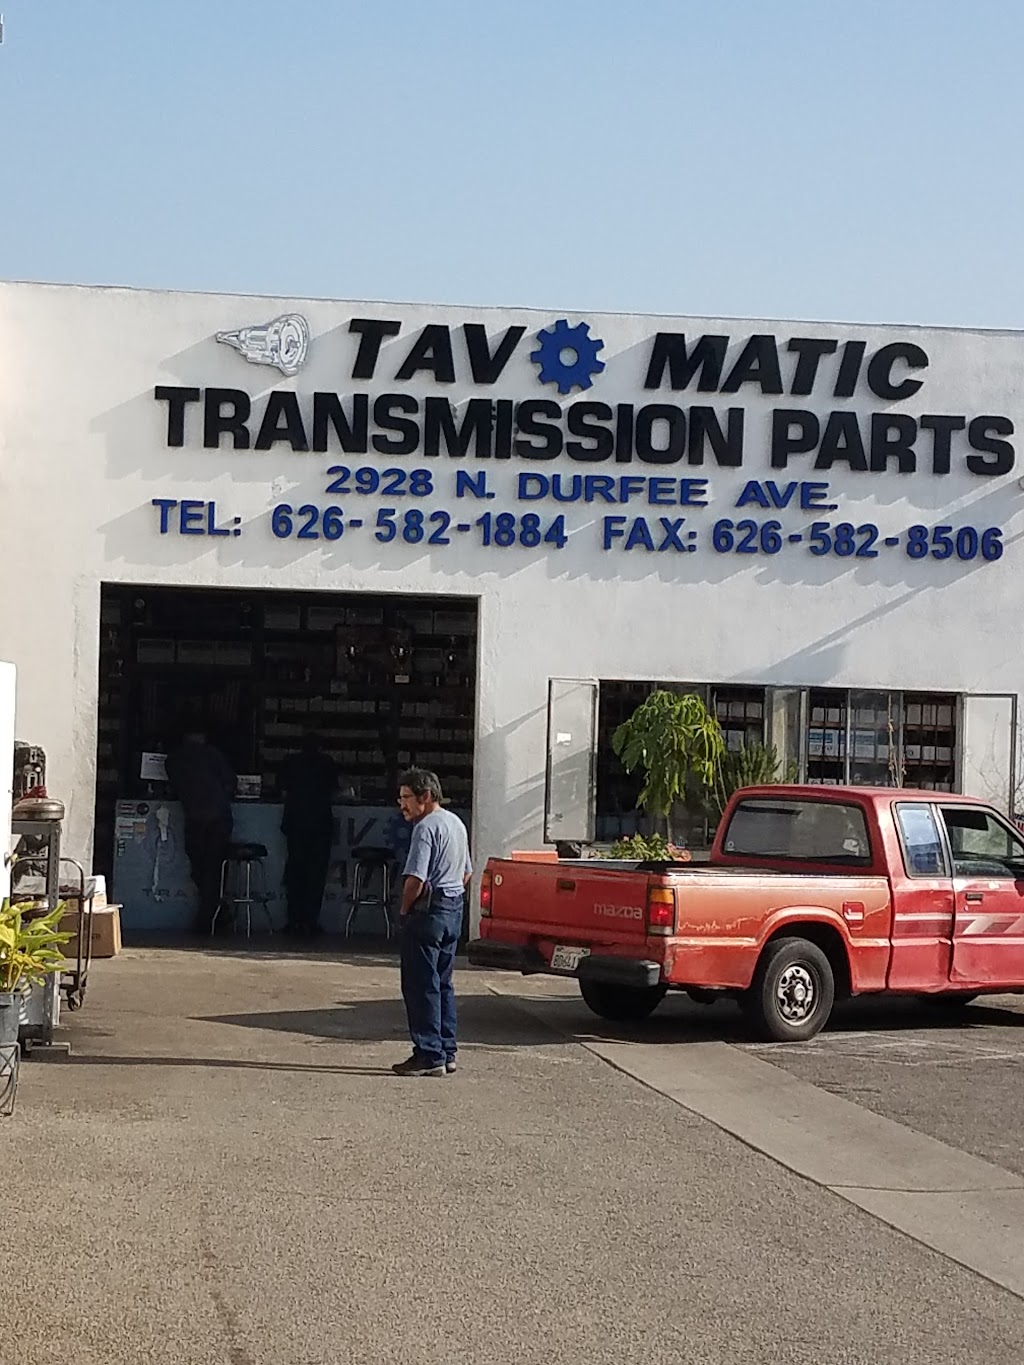 TAV MATIC
TRANSMISSION PARTS
2928 N. DURFEE AVE.
TEL: 626-582-1884 FAX: 626-582-8506
mazda